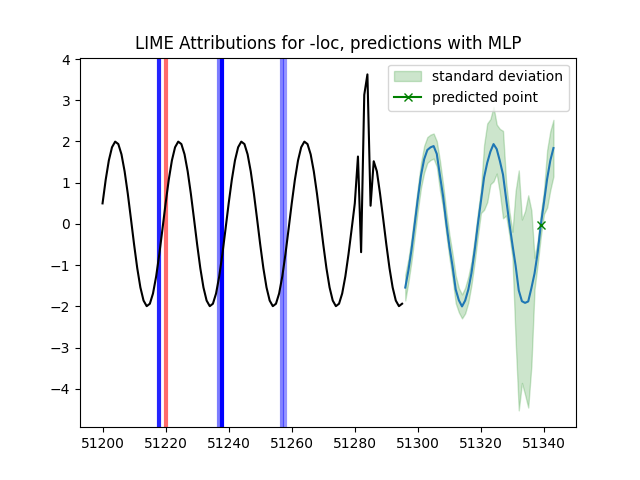 LIME Attributions for -loc, predictions with MLP
standard deviation
predicted point
4
3
2
1
0
−1
−2
−3
−4
51200 51220 51240 51260 51280 51300 51320 51340